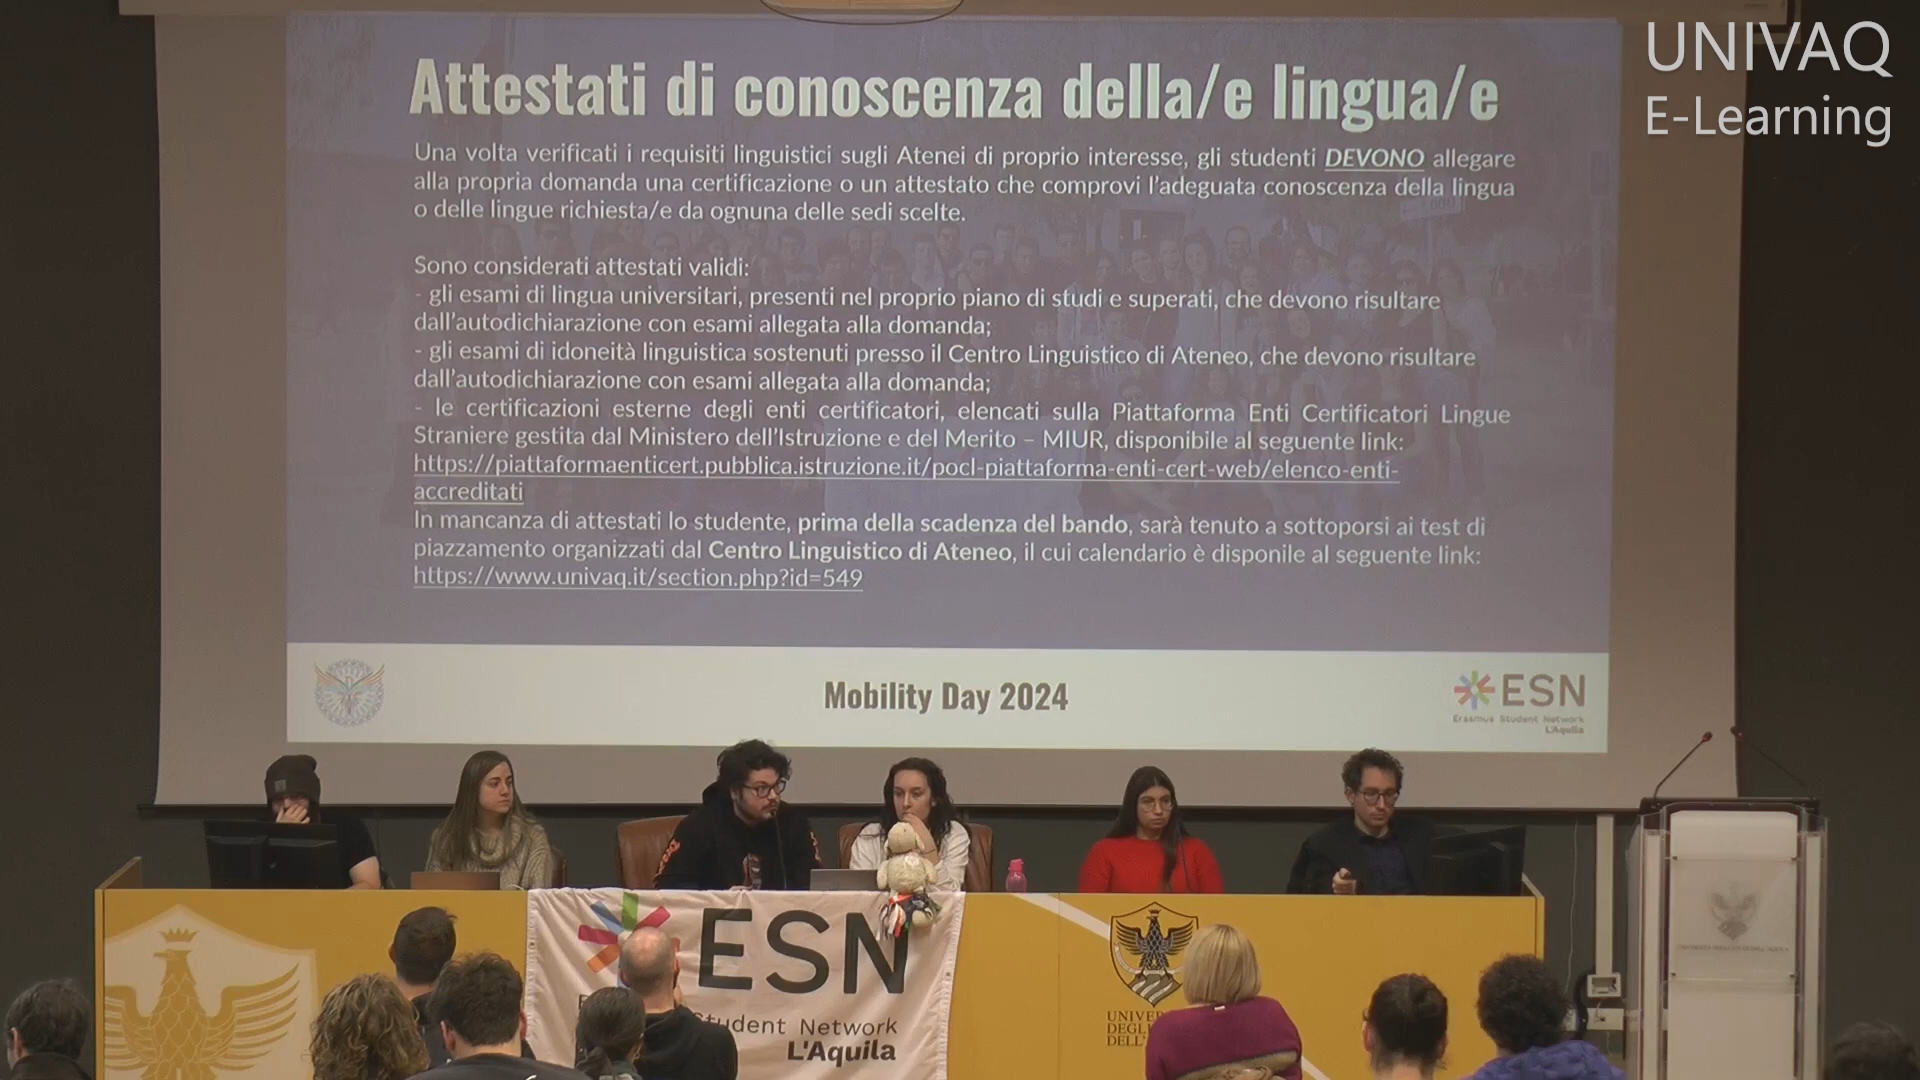 UNIVAQ
E-Learning
Attestati di conoscenza della/e lingua/e
Una volta verificati i requisiti linguistici sugli Atenei di proprio interesse, gli studenti DEVONO allegare
alla propria domanda una certificazione o un attestato che comprovi l'adeguata conoscenza della lingua
o delle lingue richiesta/e da ognuna delle sedi scelte.
Sono considerati attestati validi:
- gli esami di lingua universitari, presenti nel proprio piano di studi e superati, che devono risultare
dall'autodichiarazione con esami allegata alla domanda;
- gli esami di idoneità linguistica sostenuti presso il Centro Linguistico di Ateneo, che devono risultare
dall'autodichiarazione con esami allegata alla domanda;
- le certificazioni esterne degli enti certificatori, elencati sulla Piattaforma Enti Certificatori Lingue
Straniere gestita dal Ministero dell'Istruzione e del Merito – MIUR, disponibile al seguente link:
https://piattaformaenticert.pubblica.istruzione.it/pocl-piattaforma-enti-cert-web/elenco-enti-
accreditati
In mancanza di attestati lo studente, prima della scadenza del bando, sarà tenuto a sottoporsi ai test di
piazzamento organizzati dal Centro Linguistico di Ateneo, il cui calendario è disponile al seguente link:
https://www.univaq.it/section.php?id=549
Mobility Day 2024
ESN
Erasmus Student Network
L'Aquila
ESN
Student Network
L'Aquila
UNIVER
DEGL
DELL'